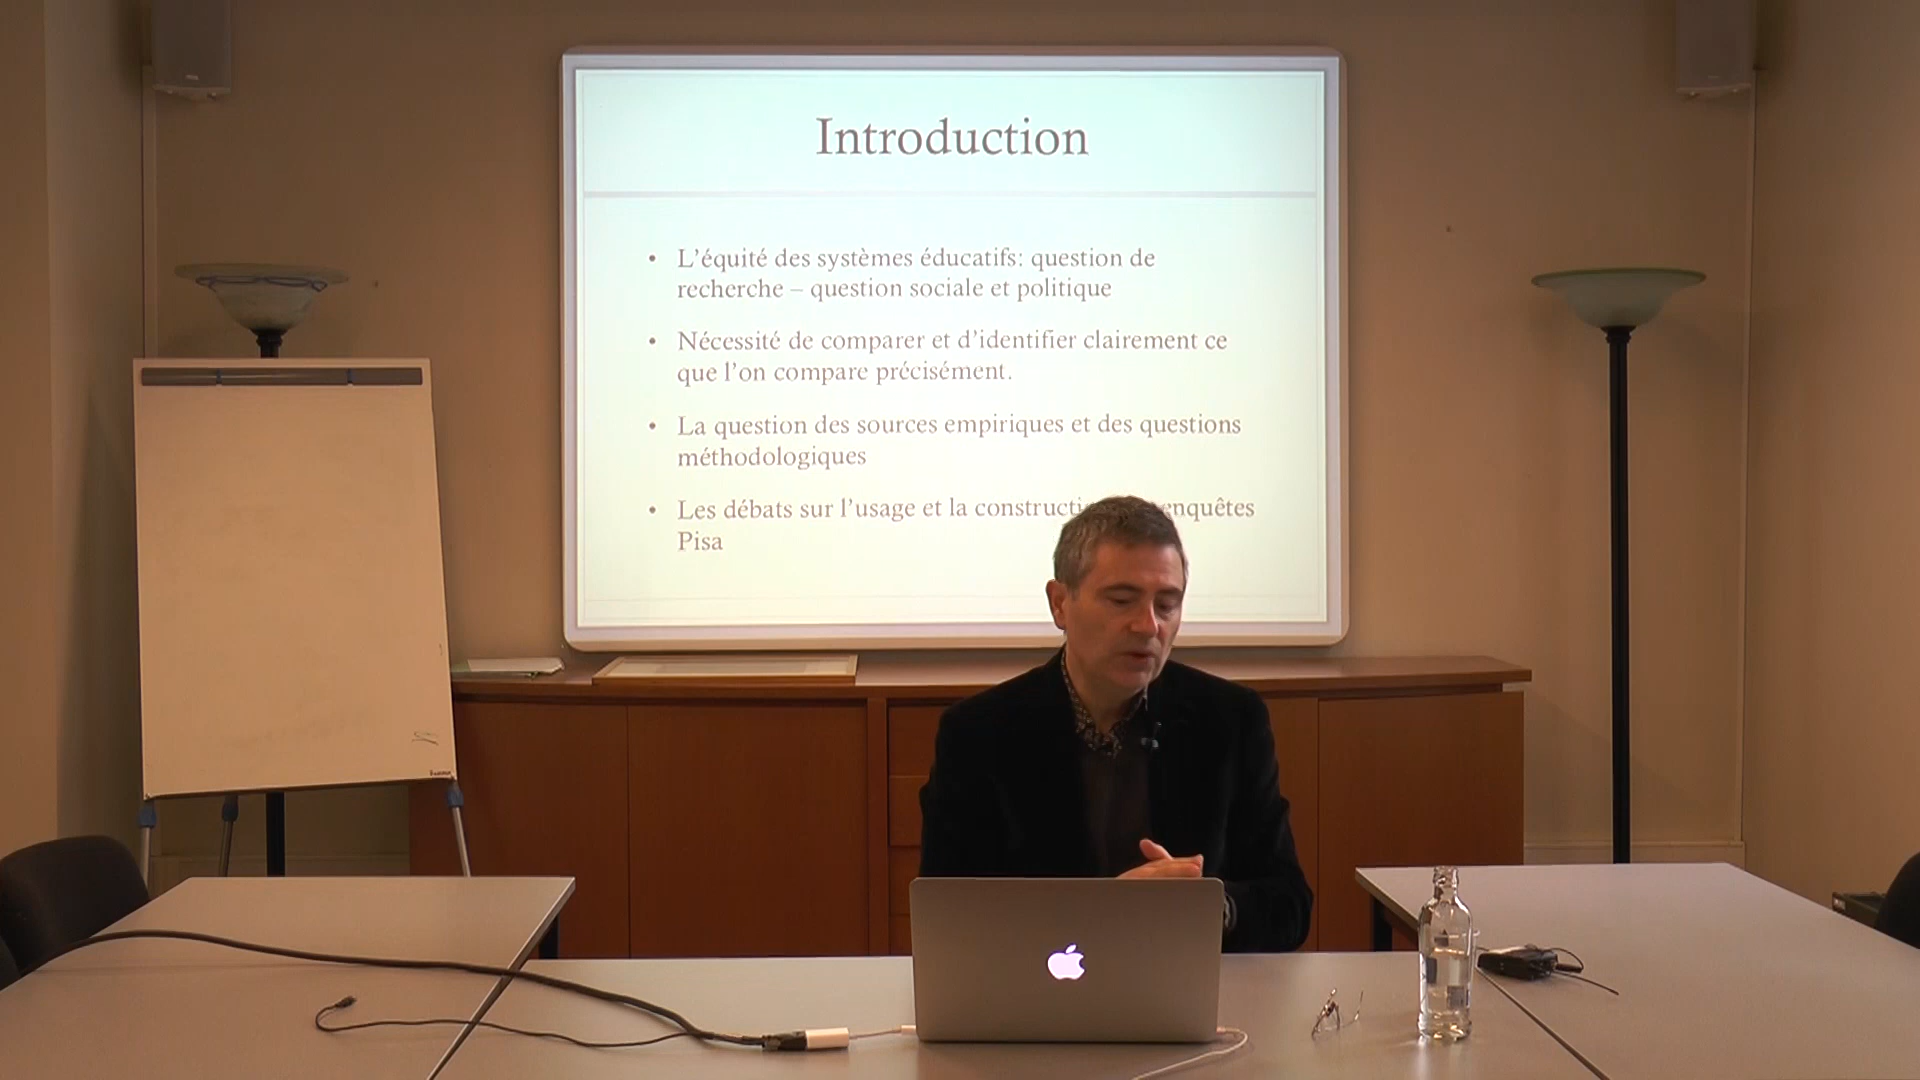 Introduction
• L'équité des systèmes éducatifs: question de
recherche – question sociale et politique
• Nécessité de comparer et d'identifier clairement ce
que l'on compare précisément.
• La question des sources empiriques et des questions
méthodologiques
• Les débats sur l'usage et la enquêtes
Pisa